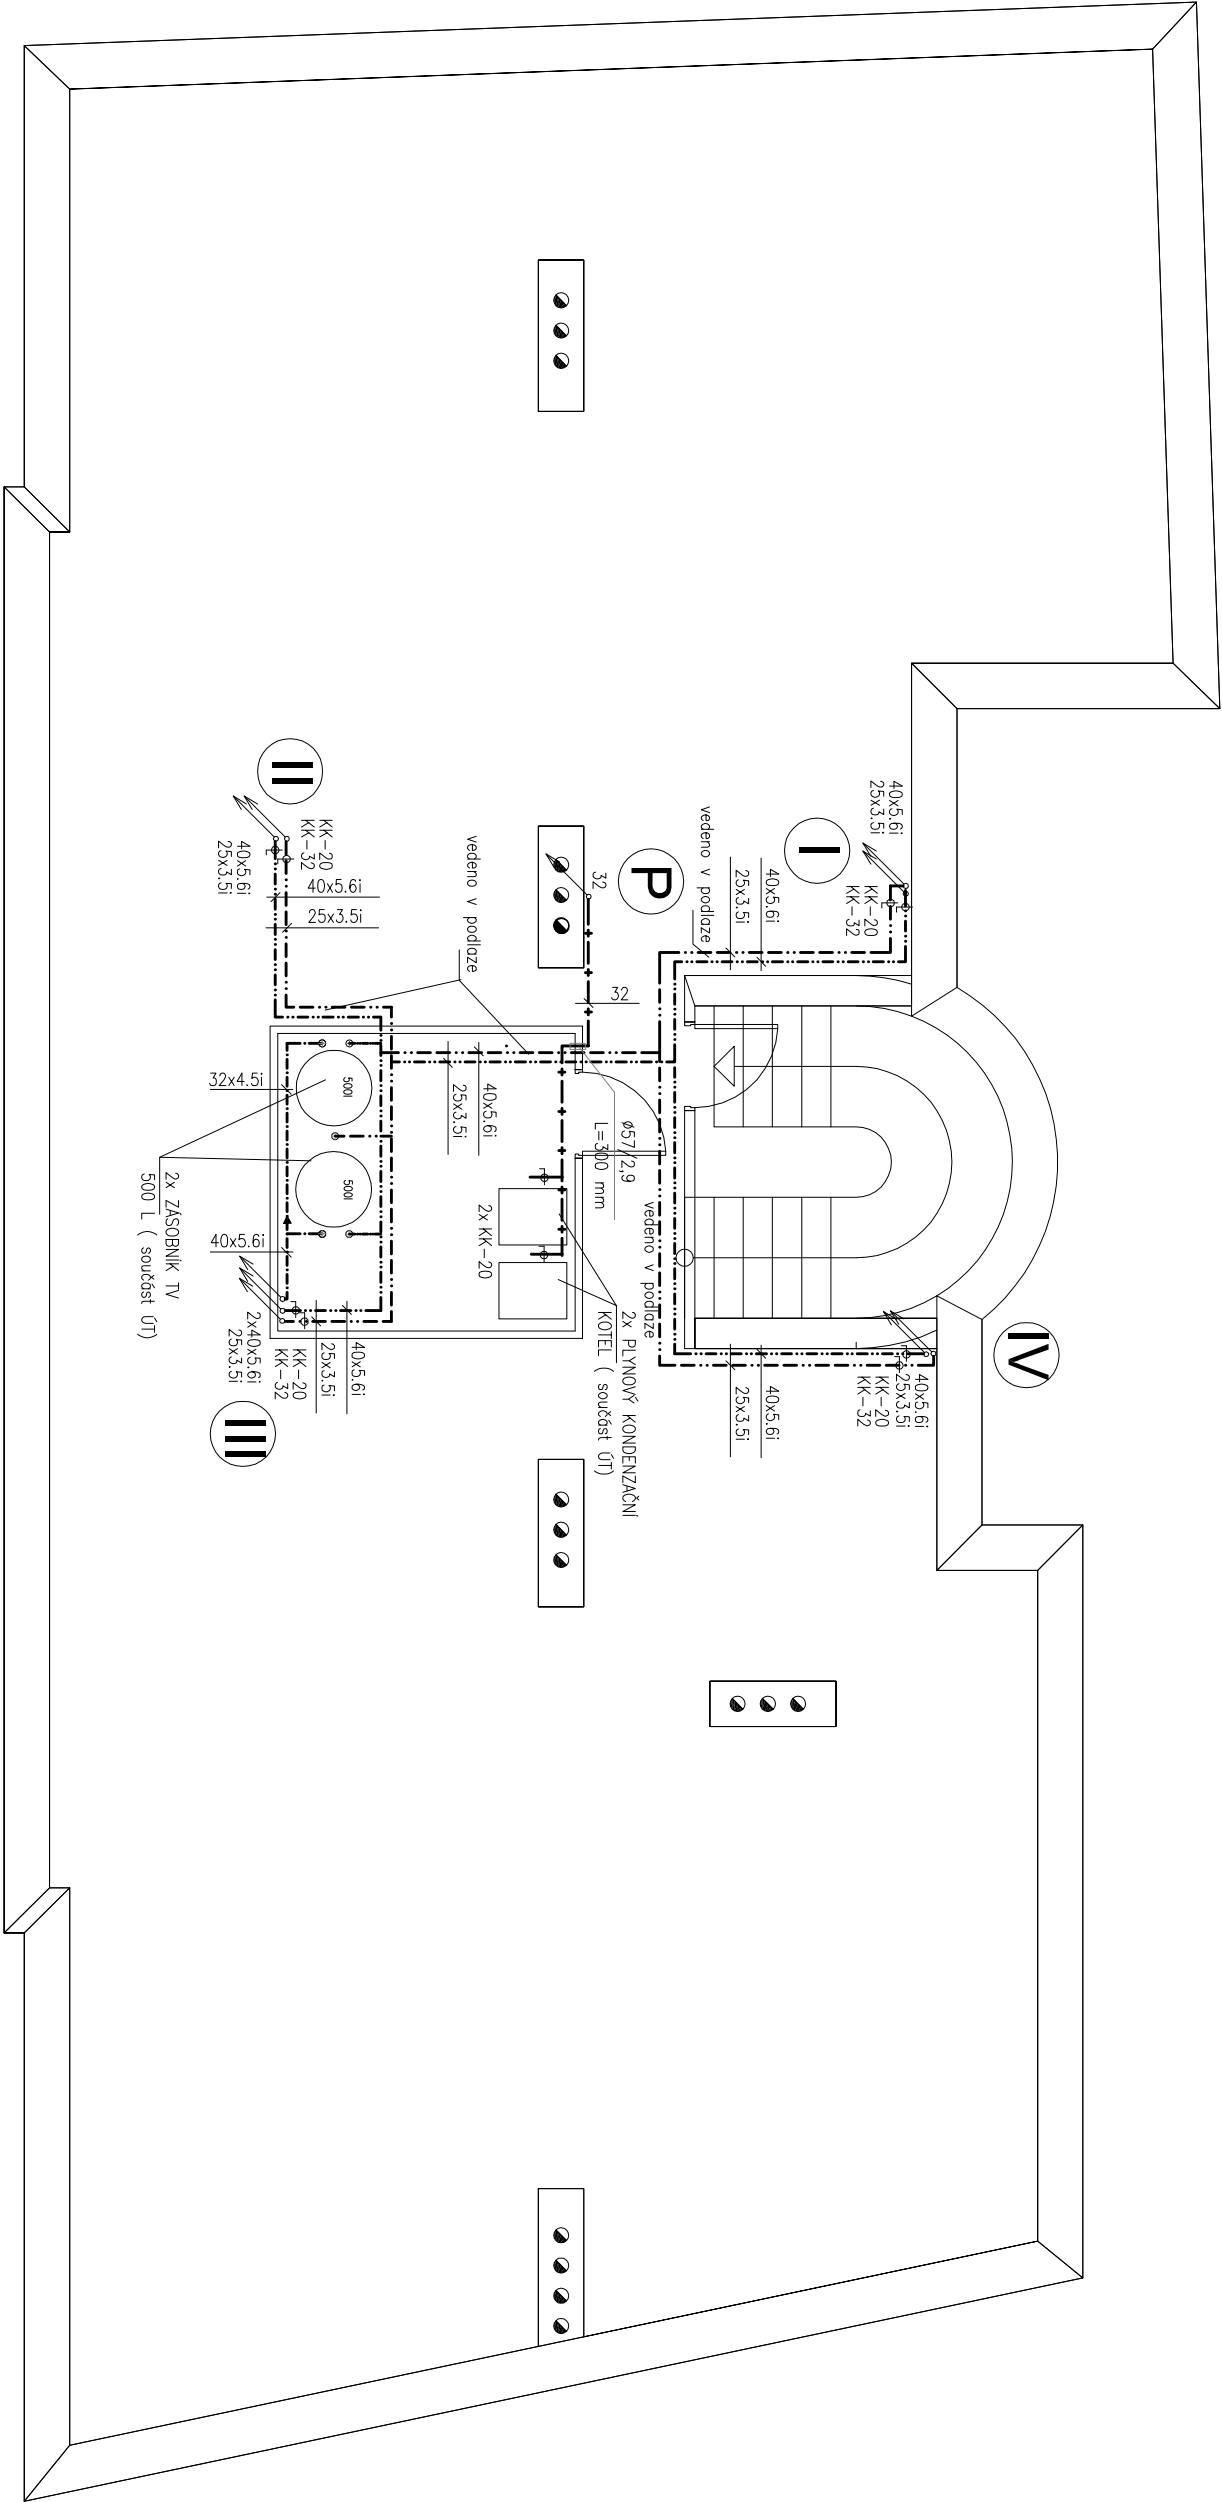 40x5.6i
25x3.5i
I
KK-20
KK-32
vedeno v podlaze
40x5.6i
25x3.5i
P
32
32
II
KK-20
KK-32
40x5.6i
25x3.5i
40x5.6i
25x3.5i
vedeno v podlaze
40x5.6i
25x3.5i
32x4.5i
500l
500l
2x ZÁSOBNÍK TV
500 L ( součást ÚT)
40x5.6i
ø57/2,9
L=300 mm
vedeno v podlaze
2x KK-20
2x PLYNOVÝ KONDENZAČNÍ
KOTEL ( součást ÚT)
2x40x5.6i
25x3.5i
KK-20
KK-32
40x5.6i
25x3.5i
III
IV
40x5.6i
25x3.5i
KK-20
KK-32
40x5.6i
25x3.5i